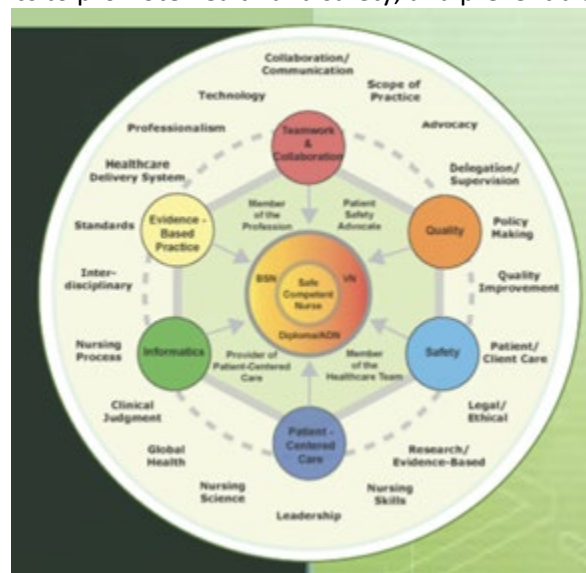 Collaboration/
Communication
Technology
Scope of
Practice
Professionalism
Teamwork
&
Collaboration
Advocacy
Healthcare
Delivery System
Delegation/
Supervision
Member
of the
Profession
Patient
Safety
Advocate
Standards
Evidence -
Based
Practice
Quality
Policy
Making
Inter-
disciplinary
BSN
Safe
Competent
Nurse
VN
Diploma/ADN
Quality
Improvement
Nursing
Process
Informatics
Provider of
Patient-Centered
Care
Member
of the
Healthcare Team
Safety
Patient/
Client Care
Clinical
Judgment
Patient -
Centered
Care
Legal/
Ethical
Global
Health
Research/
Evidence-Based
Nursing
Science
Nursing
Skills
Leadership